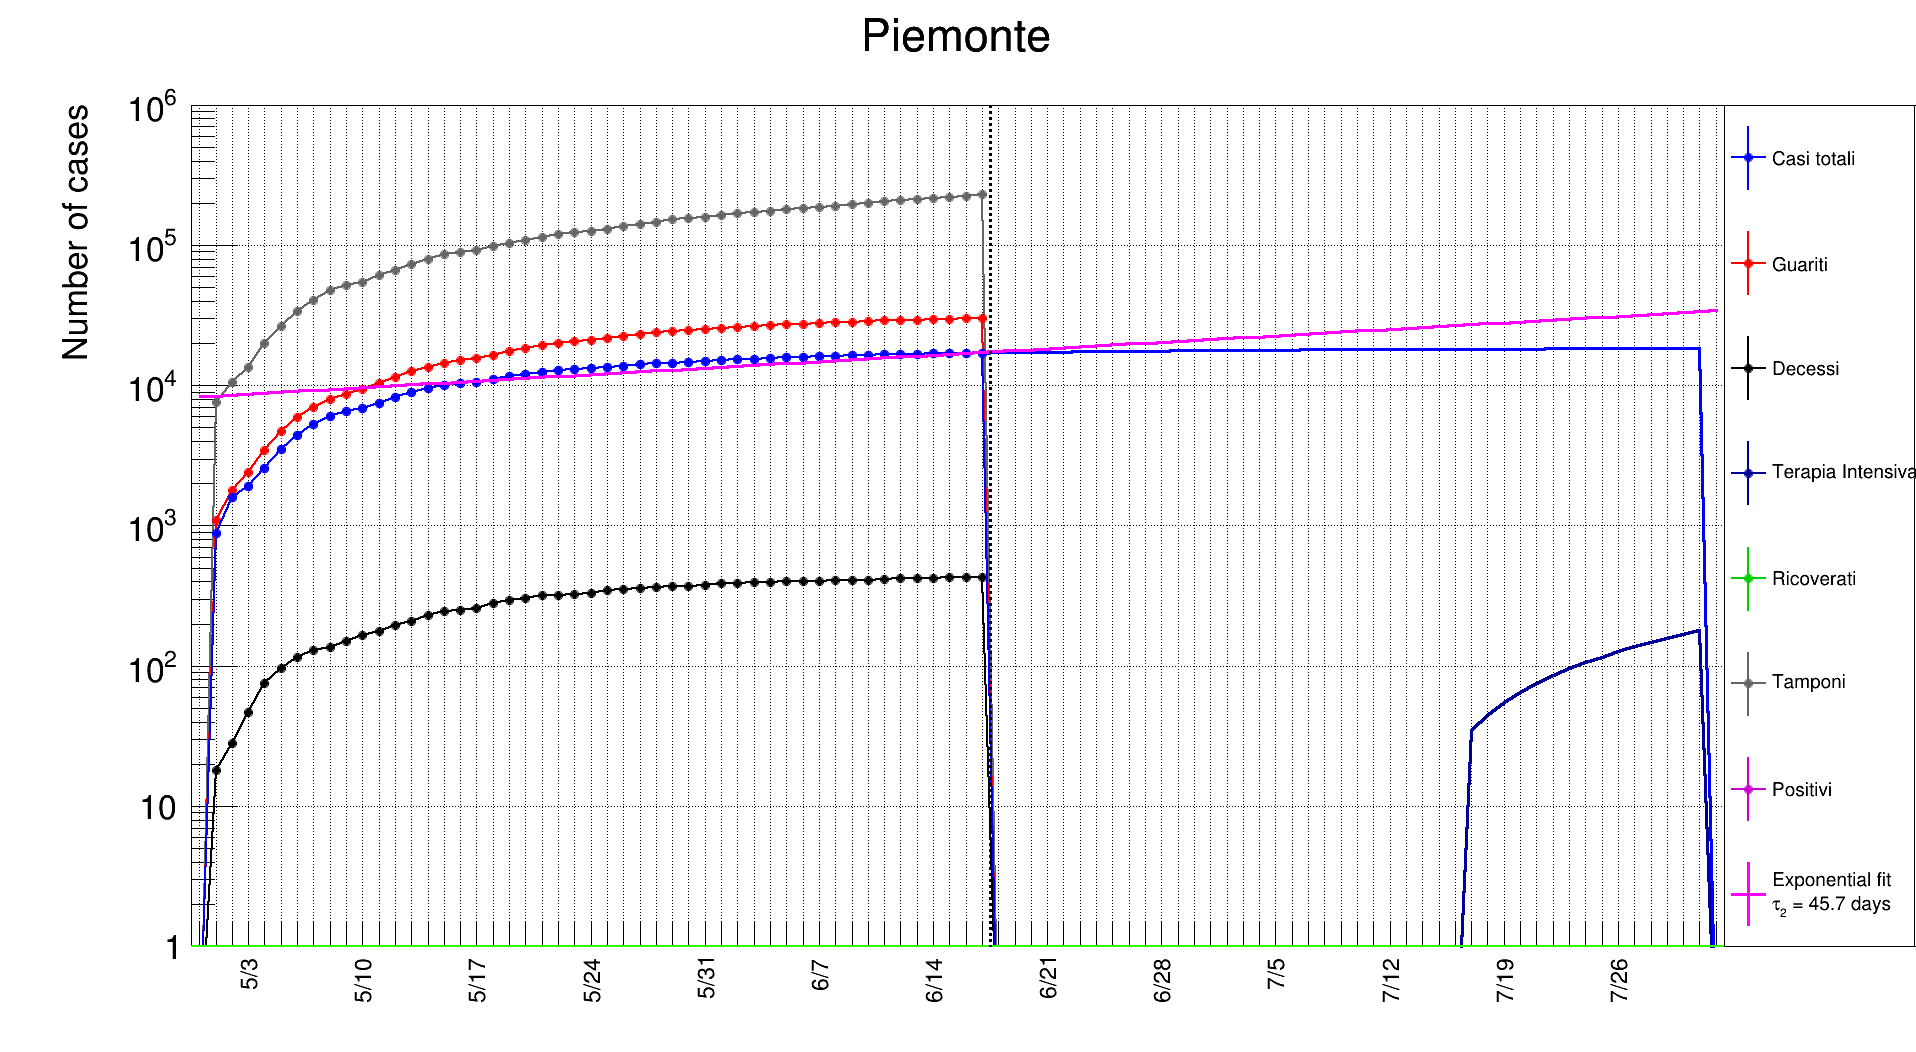 Piemonte
Number of cases
10^6
10^5
10^4
10^3
10^2
10
1
5/3 5/10 5/17 5/24 5/31 6/7 6/14 6/21 6/28 7/5 7/12 7/19 7/26
Casi totali
Guariti
Decessi
Terapia Intensiva
Ricoverati
Tamponi
Positivi
Exponential fit
τ₂ = 45.7 days